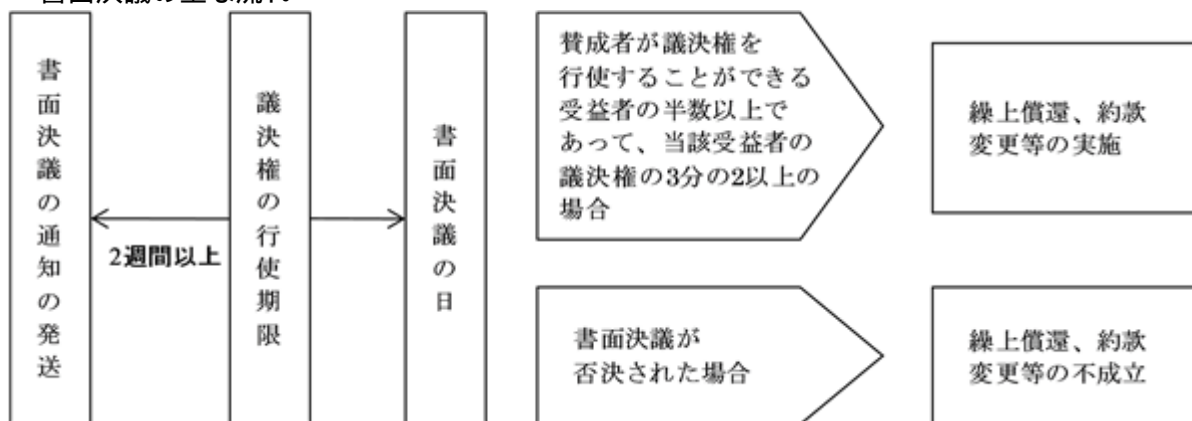 書面決議の主な流れ
書面決議の通知の発送
2週間以上
議決権の行使期限
書面決議の日
賛成者が議決権を
行使することができる
受益者の半数以上で
あって、当該受益者の
議決権の3分の2以上の
場合
繰上償還、約款
変更等の実施
書面決議が
否決された場合
繰上償還、約款
変更等の不成立